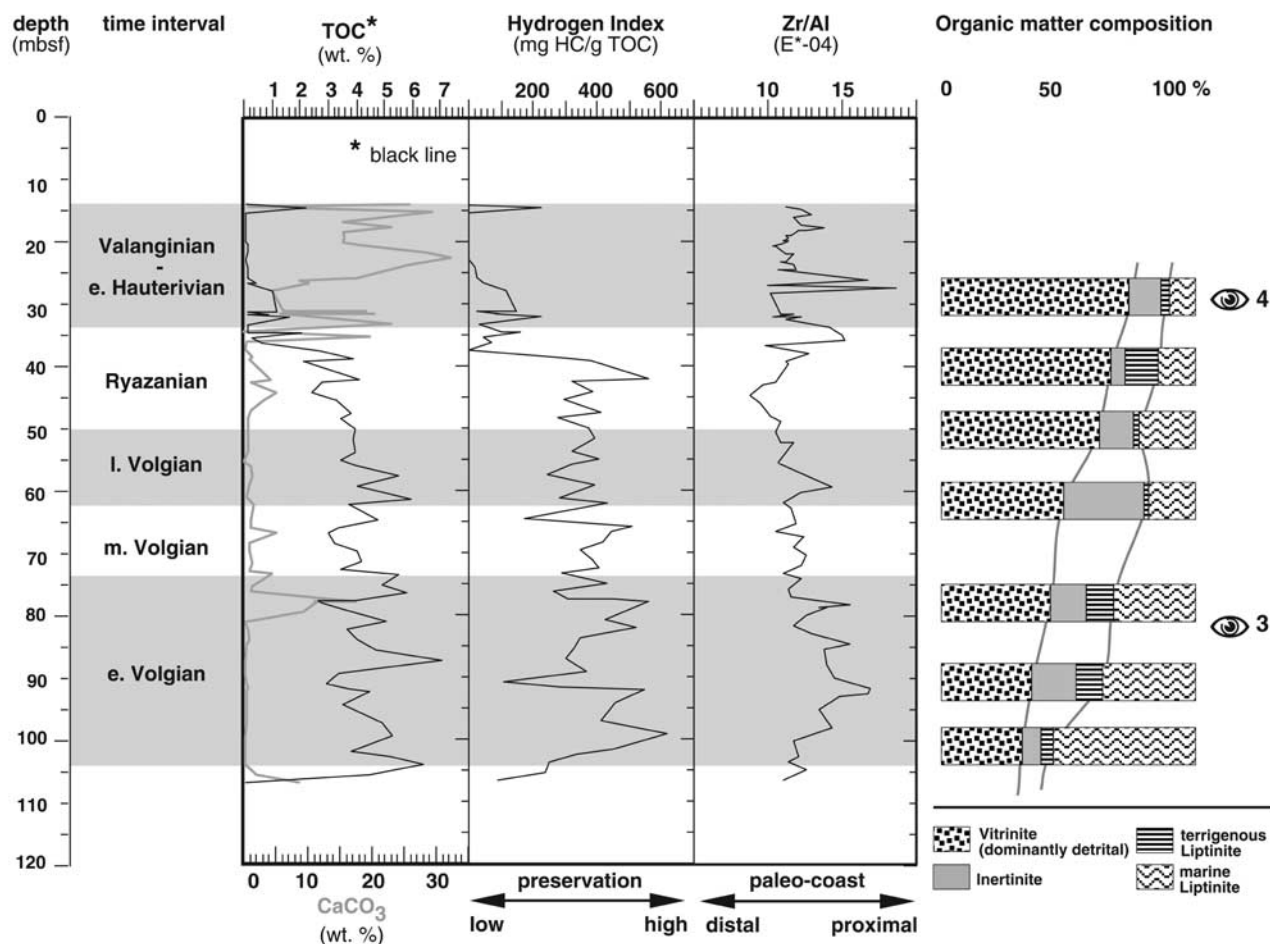 depth
(mbsf)
time interval
TOC*
(wt. %)
Hydrogen Index
(mg HC/g TOC)
Zr/Al
(E*-04)
Organic matter composition
1 2 3 4 5 6 7
200 400 600
10 15
0 50 100 %
0
10
20
30
40
50
60
70
80
90
100
110
120
* black line
Valanginian
-
e. Hauterivian
Ryazanian
l. Volgian
m. Volgian
e. Volgian
4
3
0 10 20 30
CaCO3
(wt. %)
preservation
low high
paleo-coast
distal proximal
Vitrinite
(dominantly detrital)
Inertinite
terrigenous
Liptinite
marine
Liptinite